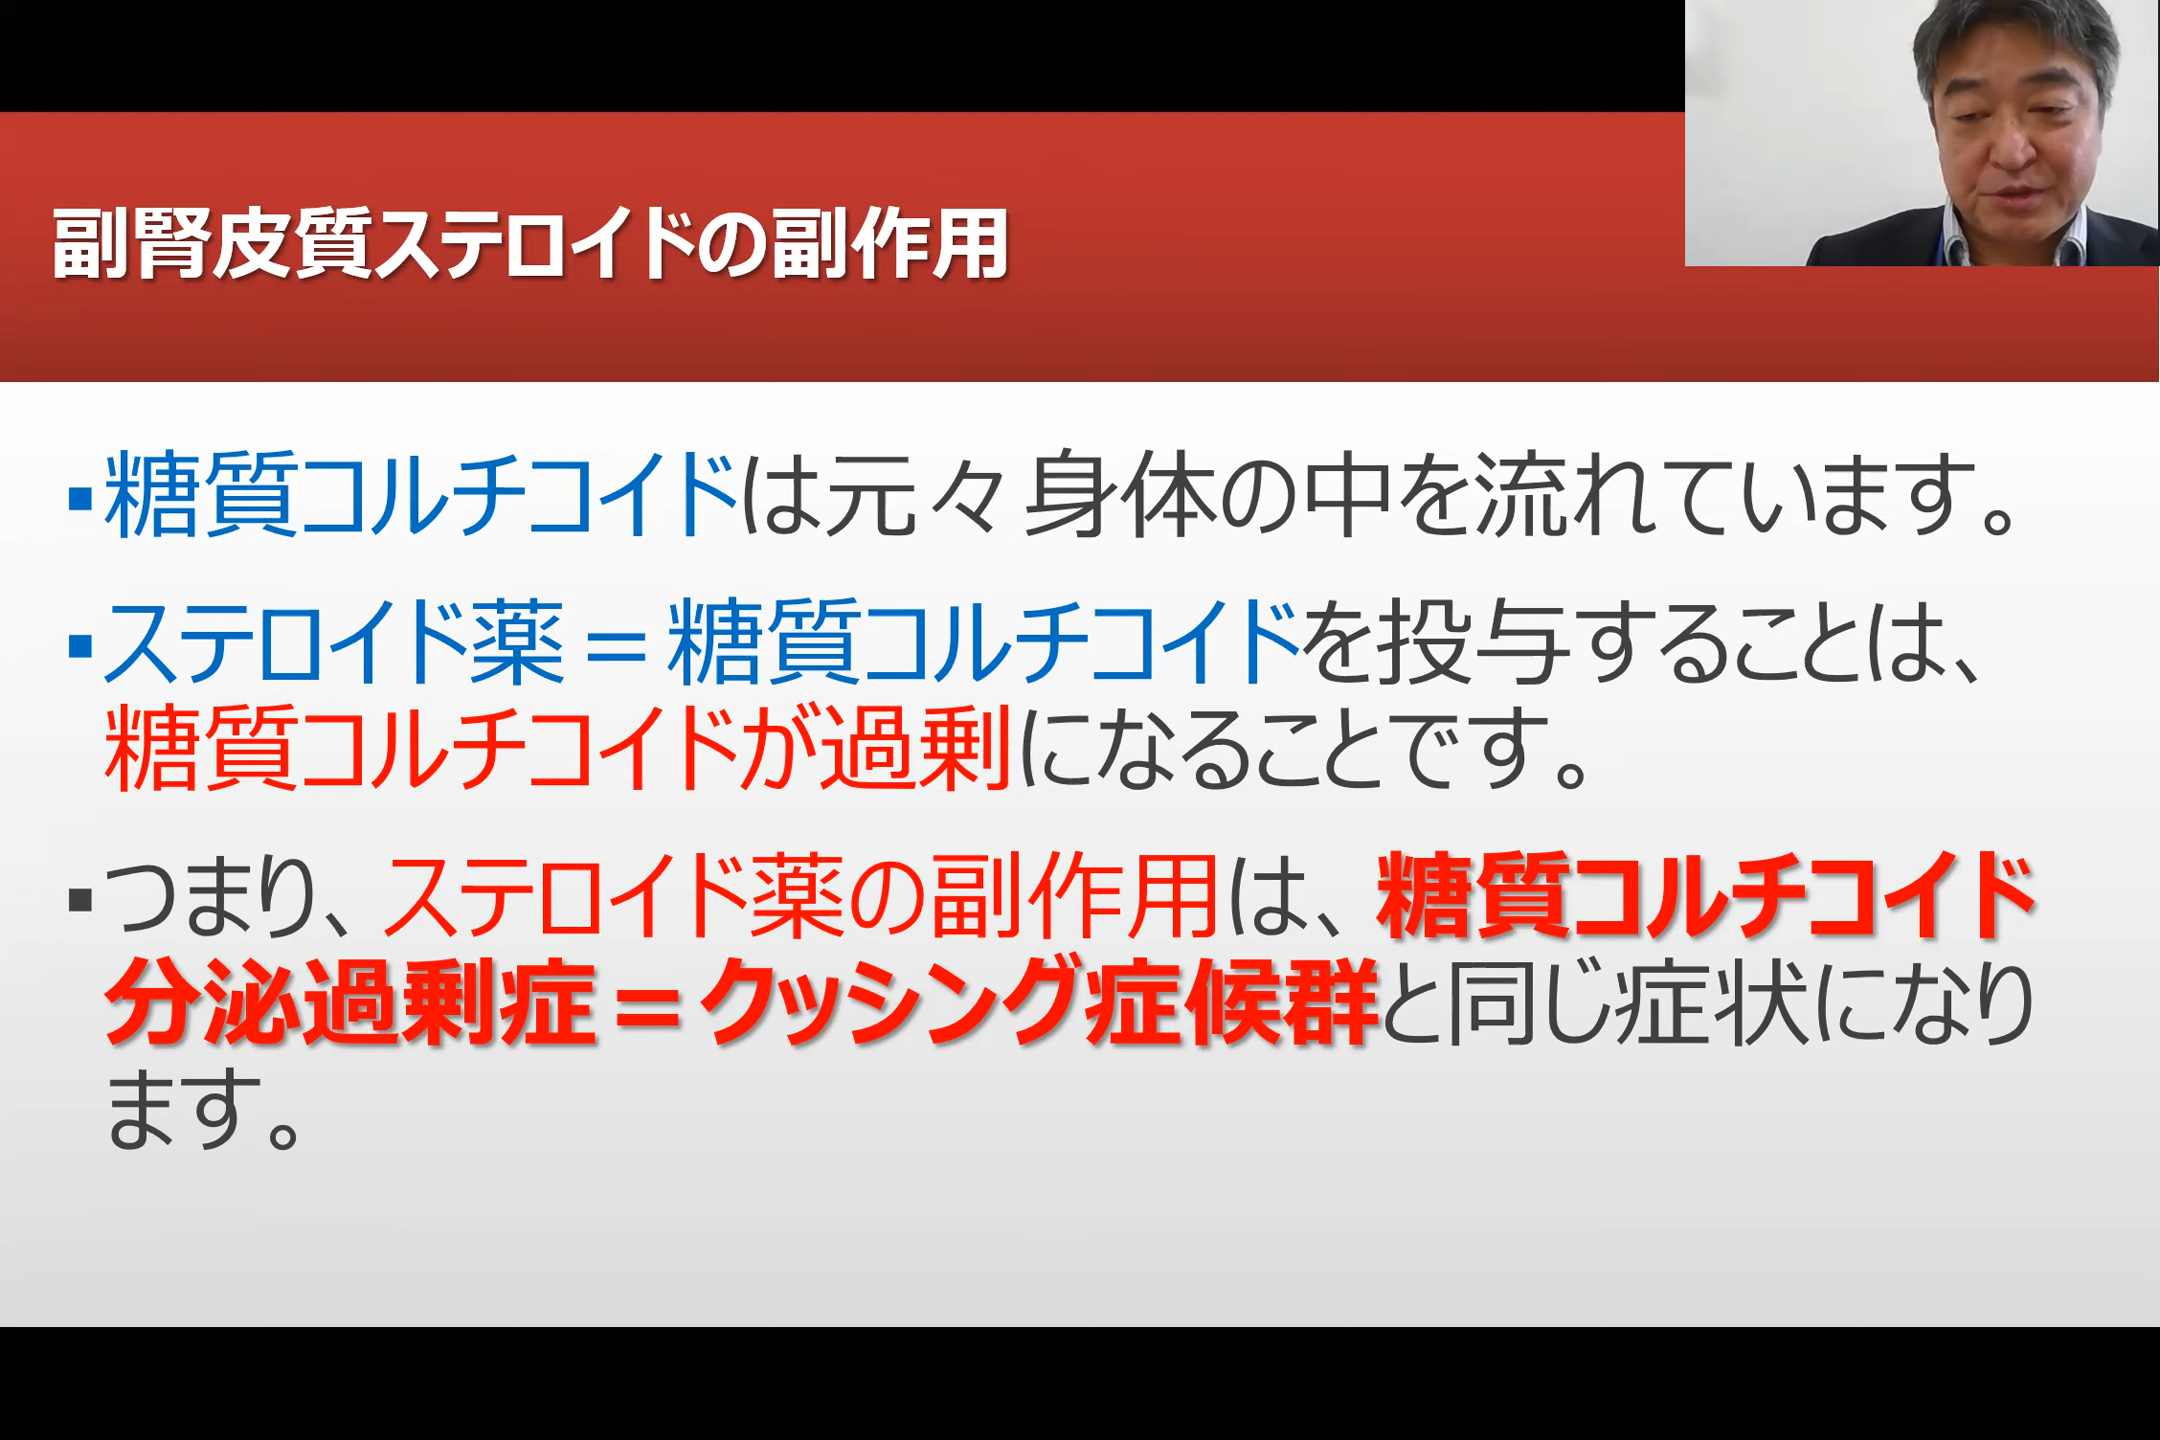 副腎皮質ステロイドの副作用
▪糖質コルチコイドは元々身体の中を流れています。
▪ステロイド薬＝糖質コルチコイドを投与することは、
糖質コルチコイドが過剰になることです。
▪つまり、ステロイド薬の副作用は、糖質コルチコイド
分泌過剰症＝クッシング症候群と同じ症状になり
ます。